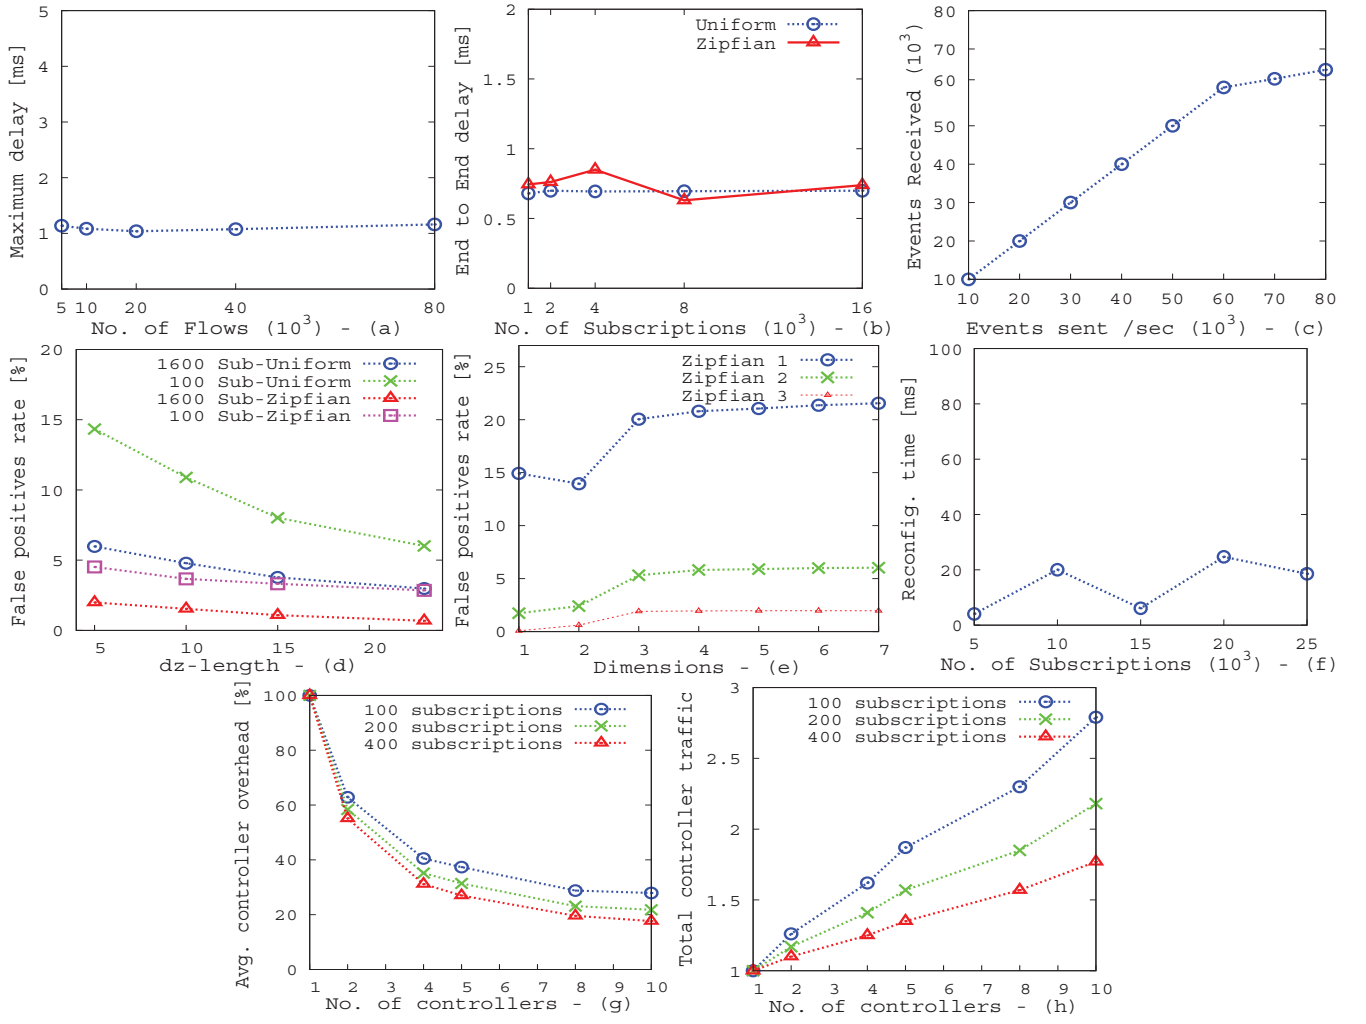 Maximum delay [ms]
5
4
3
2
1
0
5 10 20 40 80
No. of Flows (10³) - (a)
End to End delay [ms]
2
1.5
1
0.5
0
Uniform
Zipfian
1 2 4 8 16
No. of Subscriptions (10³) - (b)
Events Received (10³)
80
70
60
50
40
30
20
10
10 20 30 40 50 60 70 80
Events sent /sec (10³) - (c)
False positives rate [%]
20
15
10
5
0
1600 Sub-Uniform
100 Sub-Uniform
1600 Sub-Zipfian
100 Sub-Zipfian
5 10 15 20
dz-length - (d)
False positives rate [%]
25
20
15
10
5
0
Zipfian 1
Zipfian 2
Zipfian 3
1 2 3 4 5 6 7
Dimensions - (e)
Reconfig. time [ms]
100
80
60
40
20
0
5 10 15 20 25
No. of Subscriptions (10³) - (f)
Avg. controller overhead [%]
100
80
60
40
20
0
100 subscriptions
200 subscriptions
400 subscriptions
1 2 3 4 5 6 7 8 9 10
No. of controllers - (g)
Total controller traffic
3
2.5
2
1.5
1
100 subscriptions
200 subscriptions
400 subscriptions
1 2 3 4 5 6 7 8 9 10
No. of controllers - (h)